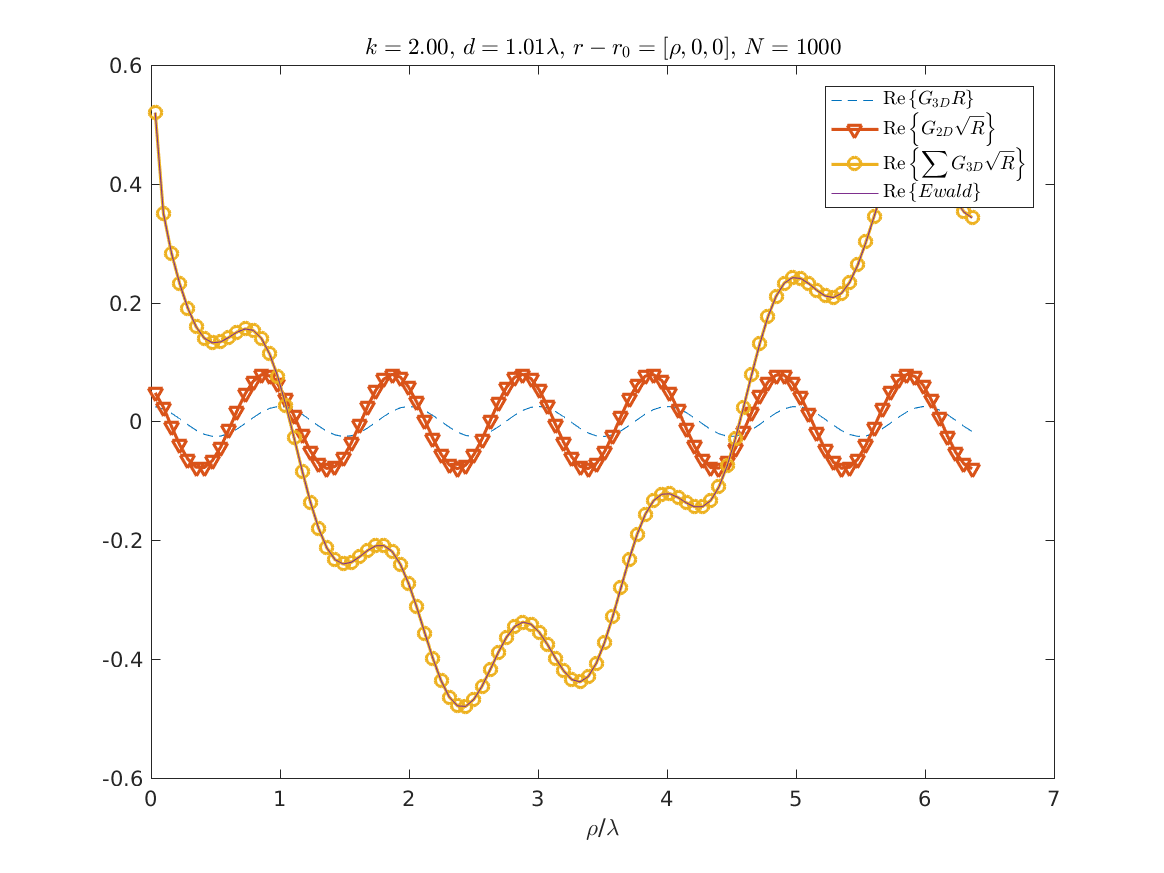 k = 2.00, d = 1.01λ, r − r₀ = [ρ, 0, 0], N = 1000
0.6
0.4
0.2
0
-0.2
-0.4
-0.6
Re {G₃DR}
Re {G₂D√R}
Re {∑ G₃D√R}
Re {Ewald}
0 1 2 3 4 5 6 7
ρ/λ